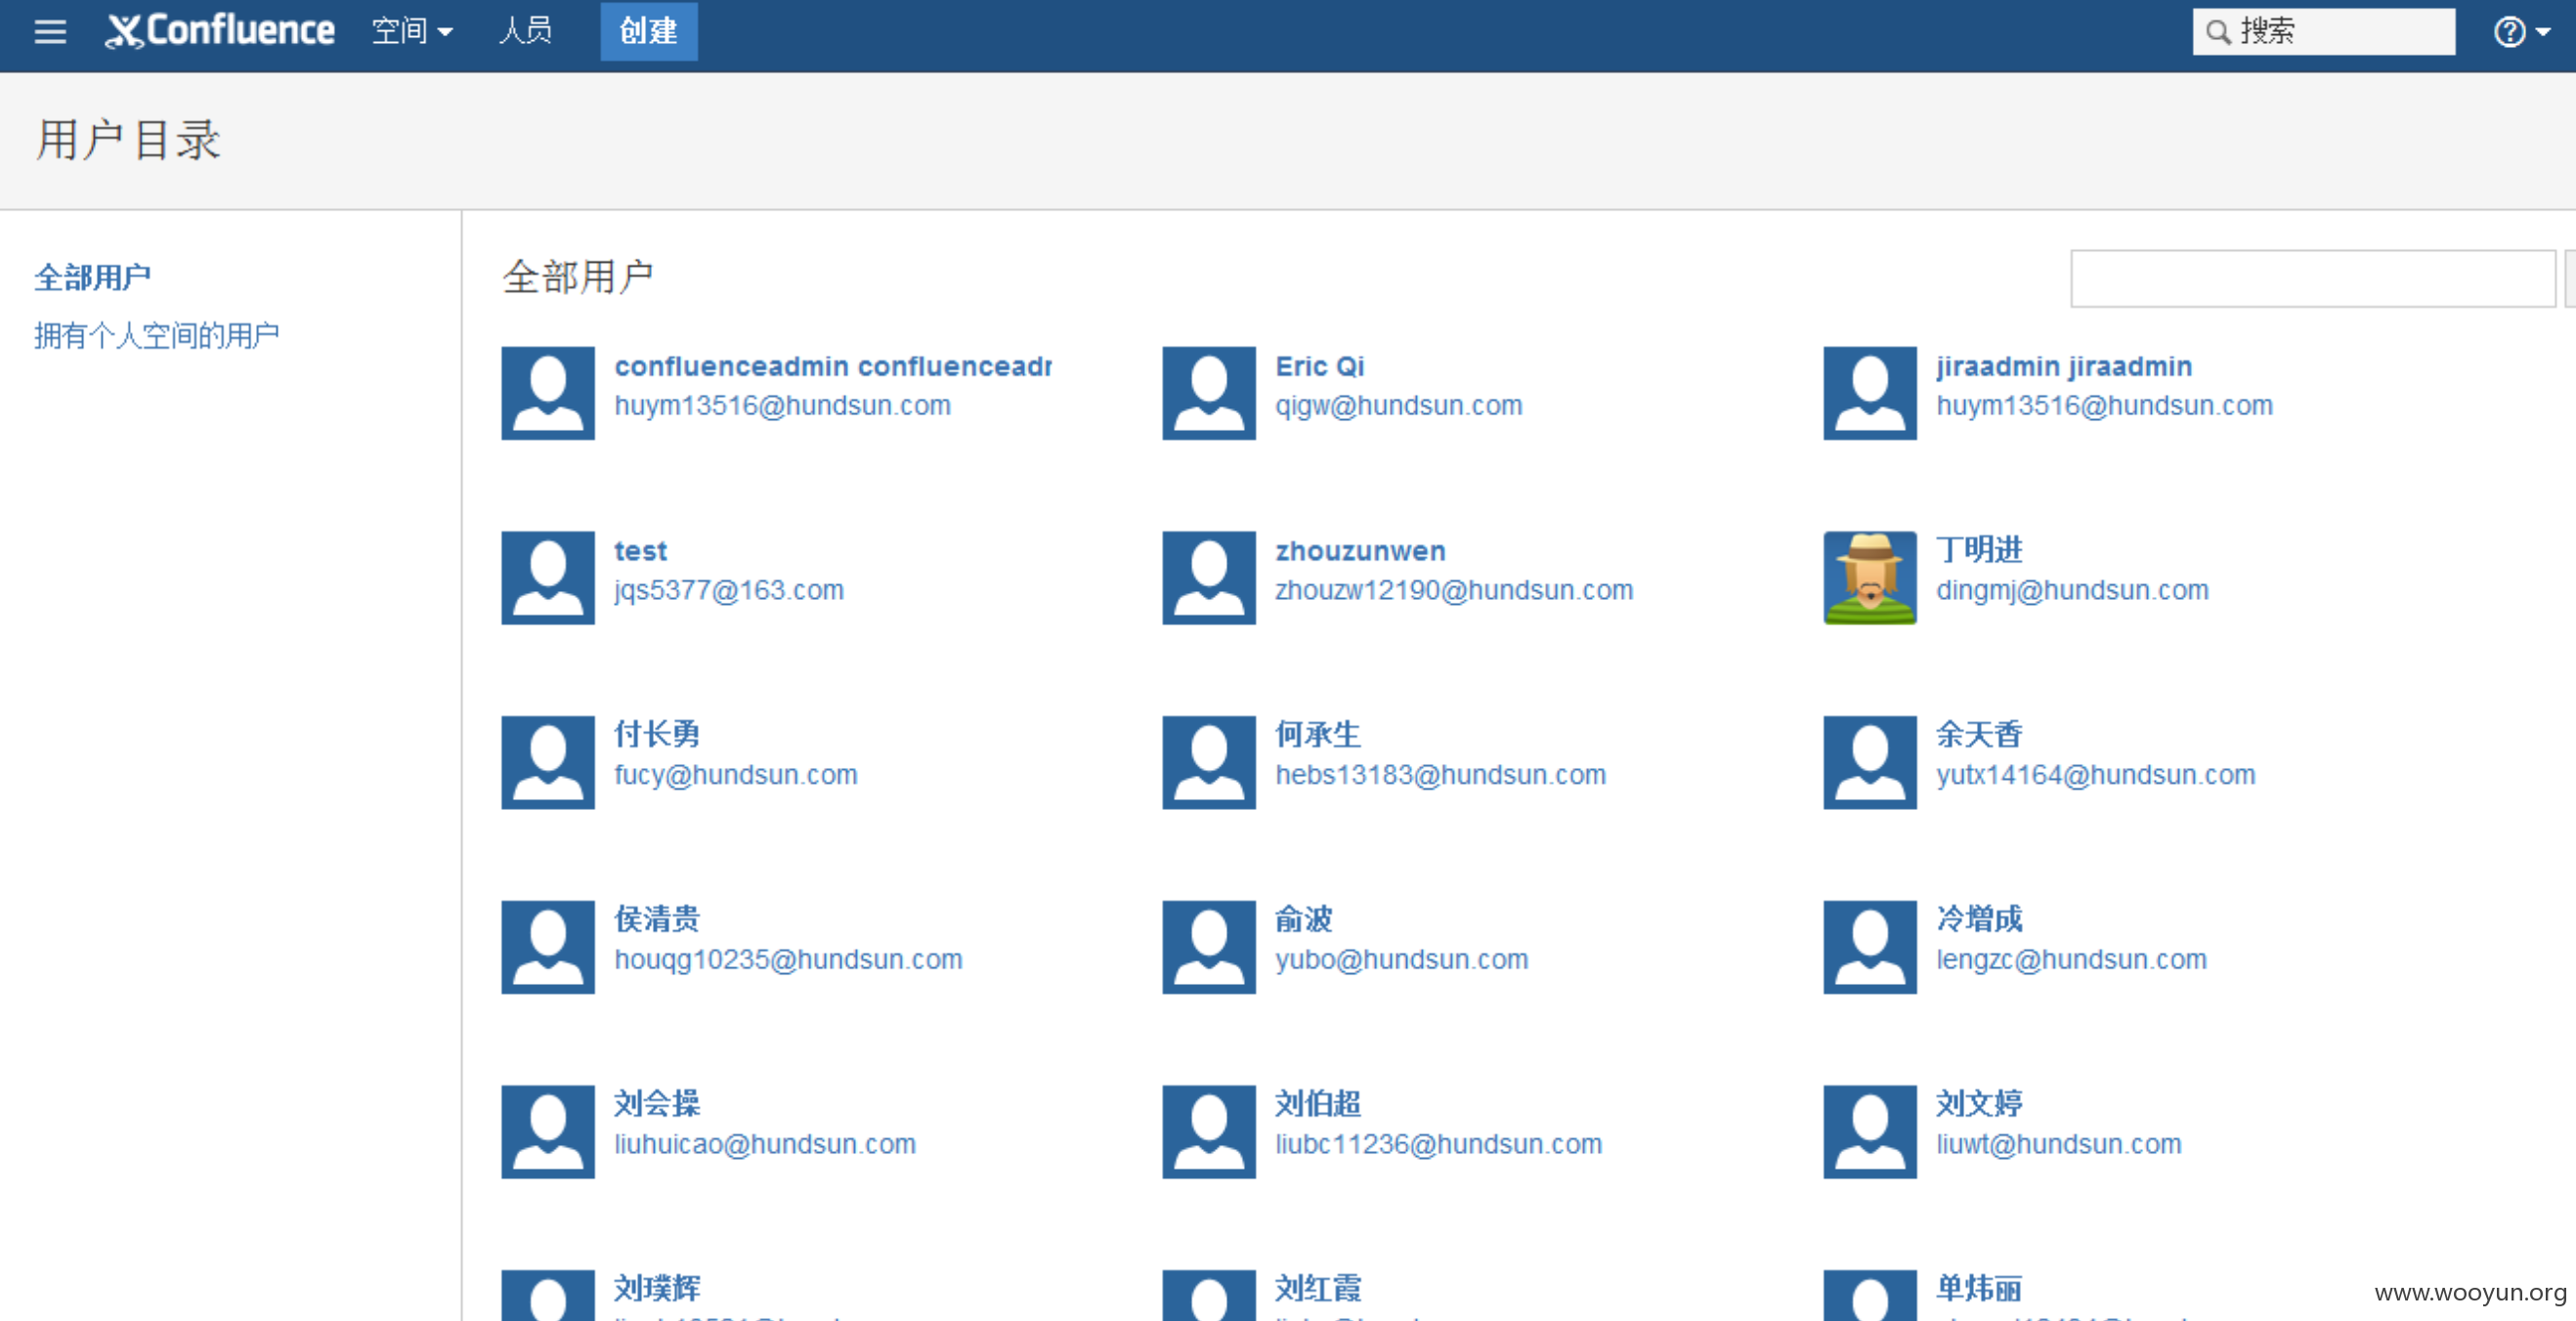 Confluence 空间 人员 创建 搜索
用户目录
全部用户
拥有个人空间的用户
全部用户
confluenceadmin confluenceadr
huym13516@hundsun.com
Eric Qi
qigw@hundsun.com
jiraadmin jiraadmin
huym13516@hundsun.com
test
jqs5377@163.com
zhouzunwen
zhouzw12190@hundsun.com
丁明进
dingmj@hundsun.com
付长勇
fucy@hundsun.com
何承生
hebs13183@hundsun.com
余天香
yutx14164@hundsun.com
侯清贵
houqg10235@hundsun.com
俞波
yubo@hundsun.com
冷增成
lengzc@hundsun.com
刘会操
liuhuicao@hundsun.com
刘伯超
liubc11236@hundsun.com
刘文婷
liuwt@hundsun.com
刘璞辉
刘红霞
单炜丽
www.wooyun.org